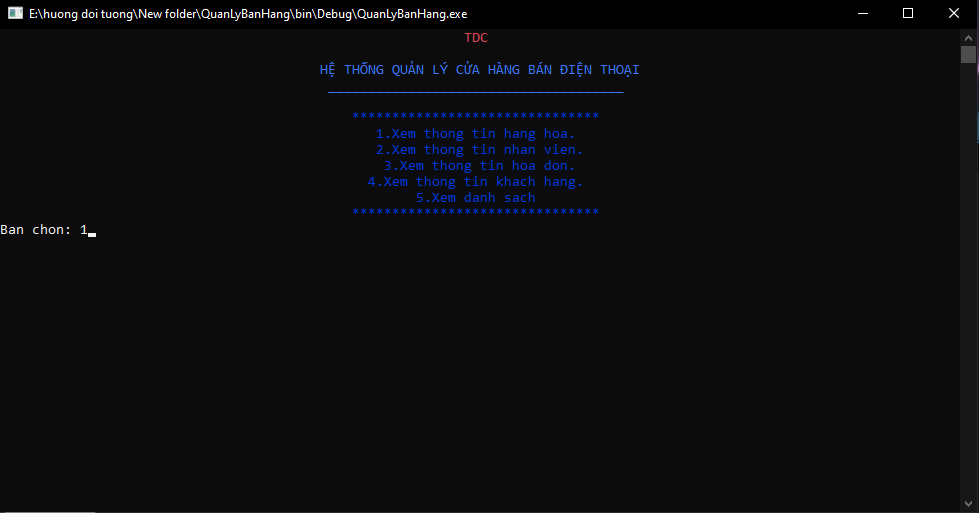 E:\huong doi tuong\New folder\QuanLyBanHang\bin\Debug\QuanLyBanHang.exe
TDC
HỆ THỐNG QUẢN LÝ CỬA HÀNG BÁN ĐIỆN THOẠI
_____________________________________
*******************************
1.Xem thong tin hang hoa.
2.Xem thong tin nhan vien.
3.Xem thong tin hoa don.
4.Xem thong tin khach hang.
5.Xem danh sach
*******************************
Ban chon: 1